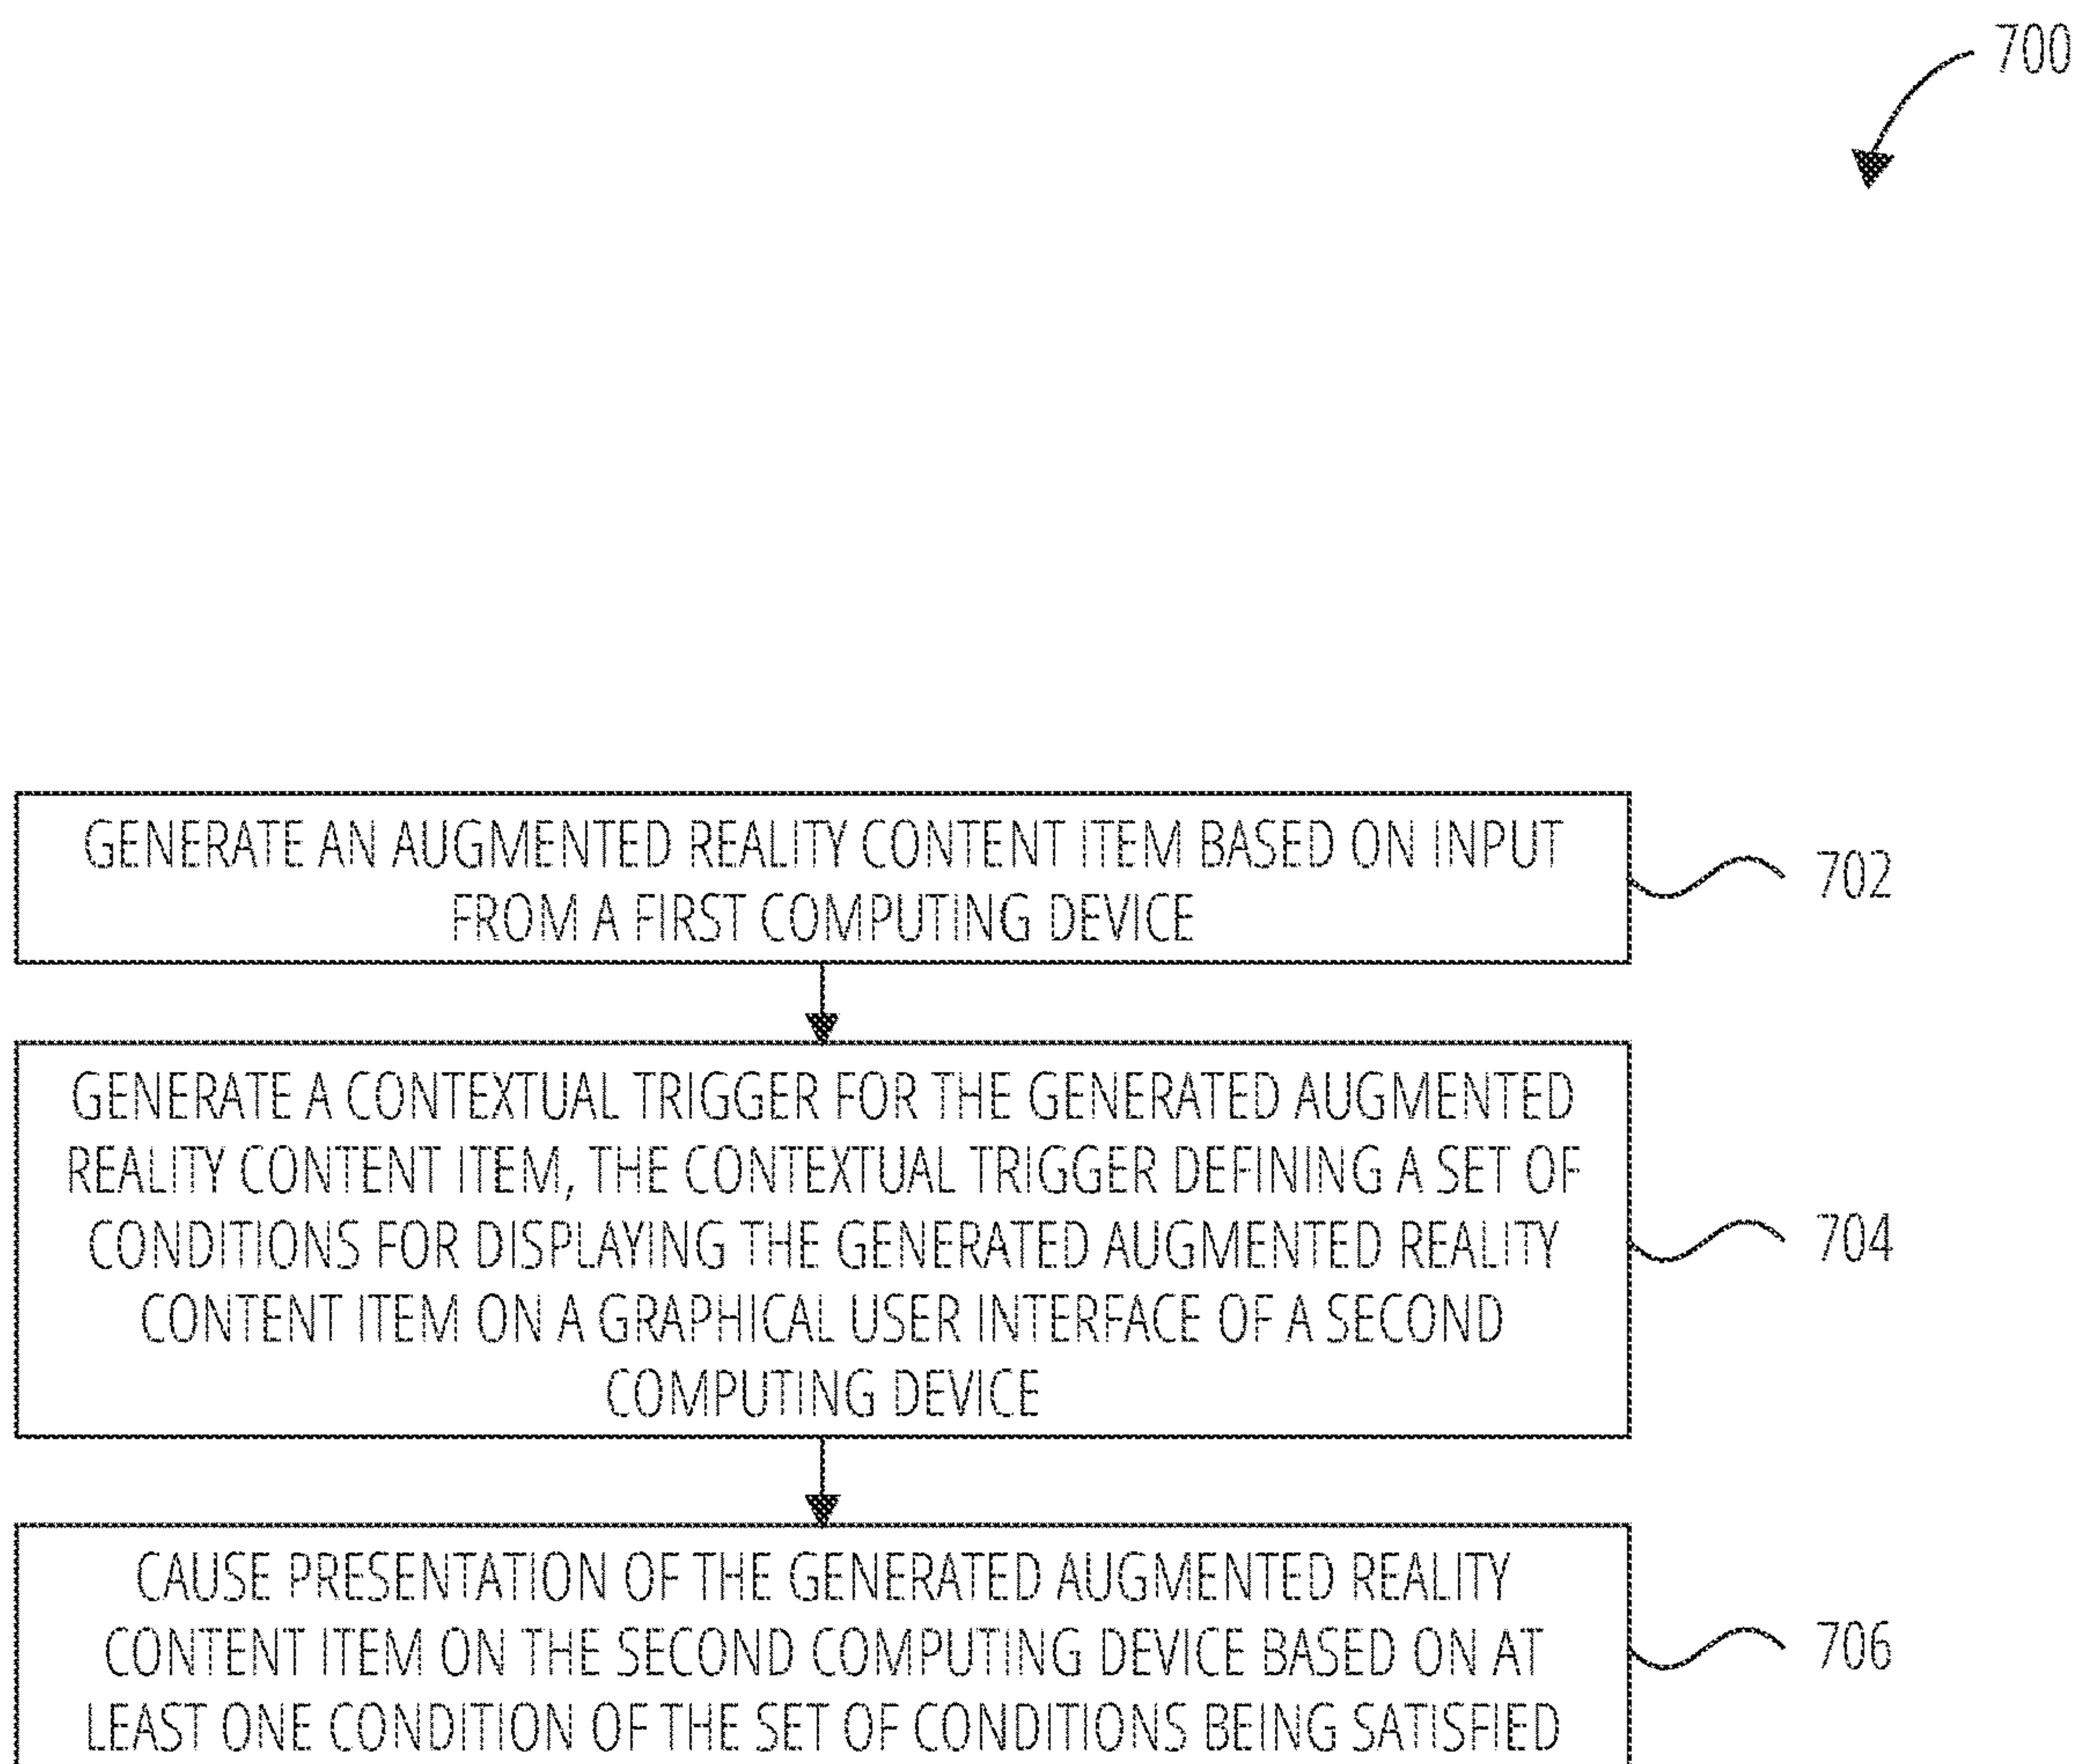 700
GENERATE AN AUGMENTED REALITY CONTENT ITEM BASED ON INPUT
FROM A FIRST COMPUTING DEVICE
702
GENERATE A CONTEXTUAL TRIGGER FOR THE GENERATED AUGMENTED
REALITY CONTENT ITEM, THE CONTEXTUAL TRIGGER DEFINING A SET OF
CONDITIONS FOR DISPLAYING THE GENERATED AUGMENTED REALITY
CONTENT ITEM ON A GRAPHICAL USER INTERFACE OF A SECOND
COMPUTING DEVICE
704
CAUSE PRESENTATION OF THE GENERATED AUGMENTED REALITY
CONTENT ITEM ON THE SECOND COMPUTING DEVICE BASED ON AT
LEAST ONE CONDITION OF THE SET OF CONDITIONS BEING SATISFIED
706